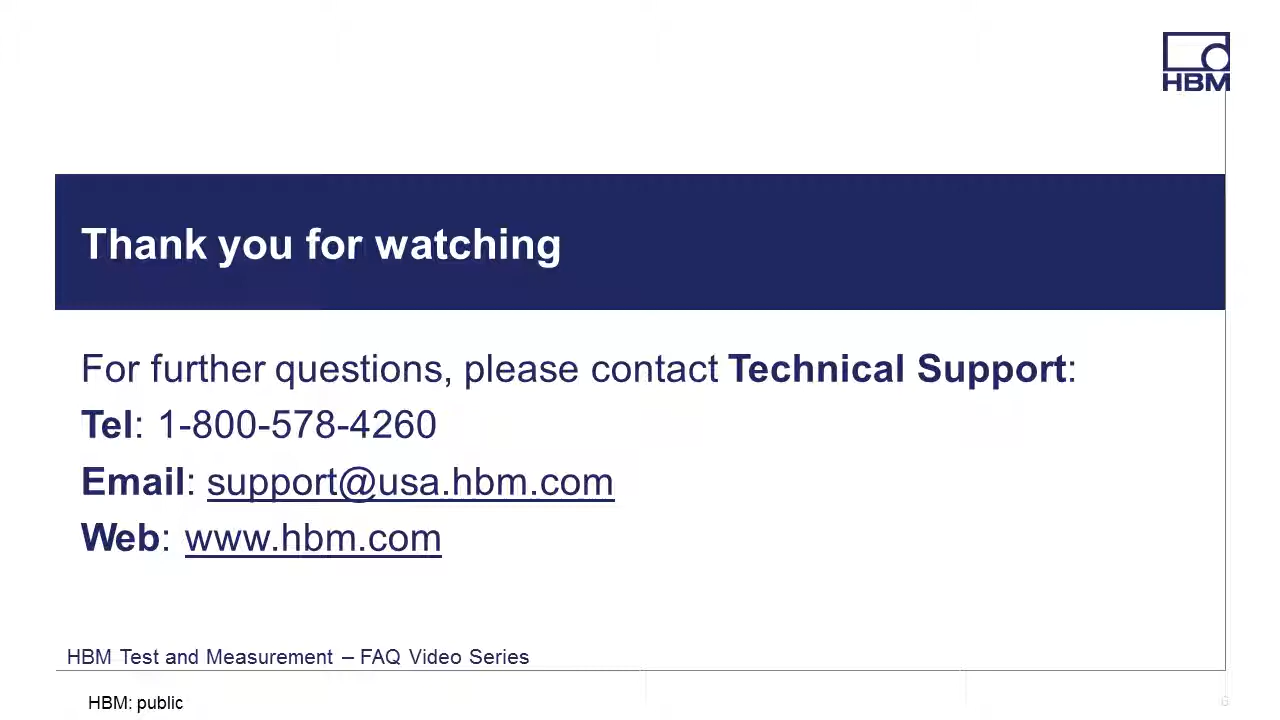 HBM
Thank you for watching
For further questions, please contact Technical Support:
Tel: 1-800-578-4260
Email: support@usa.hbm.com
Web: www.hbm.com
HBM Test and Measurement – FAQ Video Series
HBM: public
6